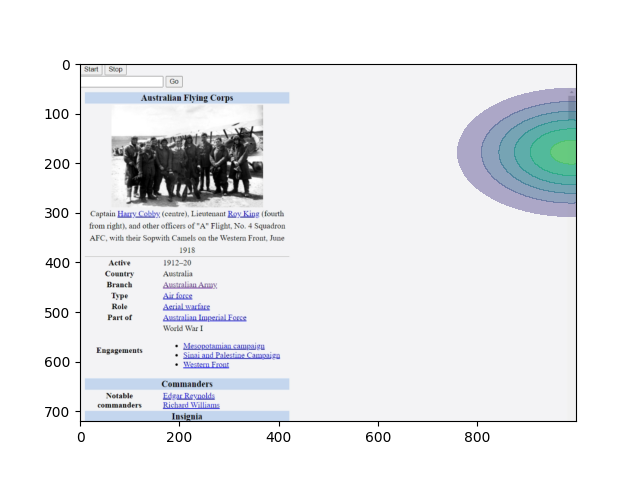 0
100
200
300
400
500
600
700
0 200 400 600 800
Start Stop
Go
Australian Flying Corps
Captain Harry Cobby (centre), Lieutenant Roy King (fourth
from right), and other officers of "A" Flight, No. 4 Squadron
AFC, with their Sopwith Camels on the Western Front, June
1918
Active 1912–20
Country Australia
Branch Australian Army
Type Air force
Role Aerial warfare
Part of Australian Imperial Force
World War I
Engagements
• Mesopotamian campaign
• Sinai and Palestine Campaign
• Western Front
Commanders
Notable commanders
Edgar Reynolds
Richard Williams
Insignia